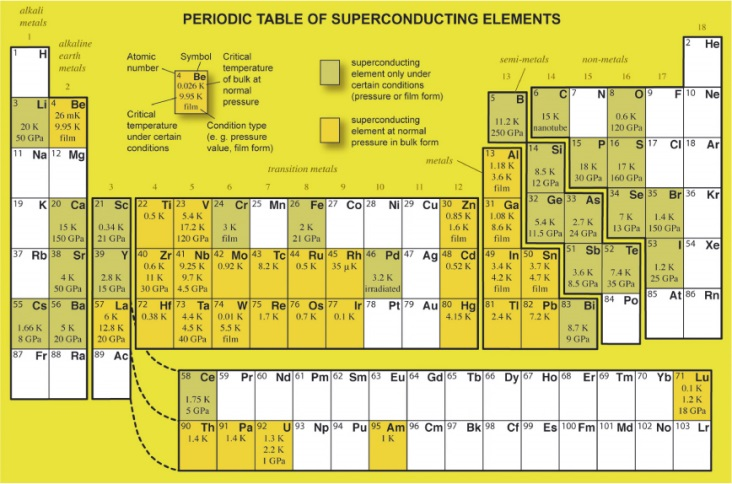 PERIODIC TABLE OF SUPERCONDUCTING ELEMENTS
alkali
metals
1
alkaline
earth
metals
2
Atomic
number
Symbol
Critical
temperature
of bulk at
normal
pressure
4 Be
0.026 K
9.95 K
film
Critical
temperature
under certain
conditions
Condition type
(e. g. pressure
value, film form)
superconducting
element only under
certain conditions
(pressure or film form)
superconducting
element at normal
pressure in bulk form
semi-metals
non-metals
metals
transition metals
3 4 5 6 7 8 9 10 11 12
13 14 15 16 17
18
1 H
2 He
3 Li
20 K
50 GPa
4 Be
26 mK
9.95 K
film
5 B
11.2 K
250 GPa
6 C
15 K
nanotube
7 N
8 O
0.6 K
120 GPa
9 F
10 Ne
11 Na
12 Mg
13 Al
1.18 K
3.6 K
film
14 Si
8.5 K
12 GPa
15 P
18 K
30 GPa
16 S
17 K
160 GPa
17 Cl
18 Ar
19 K
20 Ca
15 K
150 GPa
21 Sc
0.34 K
21 GPa
22 Ti
0.5 K
23 V
5.4 K
17.2 K
120 GPa
24 Cr
3 K
film
25 Mn
26 Fe
2 K
21 GPa
27 Co
28 Ni
29 Cu
30 Zn
0.85 K
1.6 K
film
31 Ga
1.08 K
8.6 K
film
32 Ge
5.4 K
11.5 GPa
33 As
2.7 K
24 GPa
34 Se
7 K
13 GPa
35 Br
1.4 K
150 GPa
36 Kr
37 Rb
38 Sr
4 K
50 GPa
39 Y
2.8 K
15 GPa
40 Zr
0.6 K
11 K
30 GPa
41 Nb
9.25 K
9.7 K
4.5 GPa
42 Mo
0.92 K
43 Tc
8.2 K
44 Ru
0.5 K
45 Rh
35 μK
46 Pd
3.2 K
irradiated
47 Ag
48 Cd
0.52 K
49 In
3.4 K
4.2 K
film
50 Sn
3.7 K
4.7 K
film
51 Sb
3.6 K
8.5 GPa
52 Te
7.4 K
35 GPa
53 I
1.2 K
25 GPa
54 Xe
55 Cs
1.66 K
8 GPa
56 Ba
5 K
20 GPa
57 La
6 K
12.8 K
20 GPa
72 Hf
0.38 K
73 Ta
4.4 K
4.5 K
40 GPa
74 W
0.01 K
5.5 K
film
75 Re
1.7 K
76 Os
0.7 K
77 Ir
0.1 K
78 Pt
79 Au
80 Hg
4.15 K
81 Tl
2.4 K
82 Pb
7.2 K
83 Bi
8.7 K
9 GPa
84 Po
85 At
86 Rn
87 Fr
88 Ra
89 Ac
58 Ce
1.75 K
5 GPa
59 Pr
60 Nd
61 Pm
62 Sm
63 Eu
64 Gd
65 Tb
66 Dy
67 Ho
68 Er
69 Tm
70 Yb
71 Lu
0.1 K
1.2 K
18 GPa
90 Th
1.4 K
91 Pa
1.4 K
92 U
1.3 K
2.2 K
1 GPa
93 Np
94 Pu
95 Am
1 K
96 Cm
97 Bk
98 Cf
99 Es
100 Fm
101 Md
102 No
103 Lr